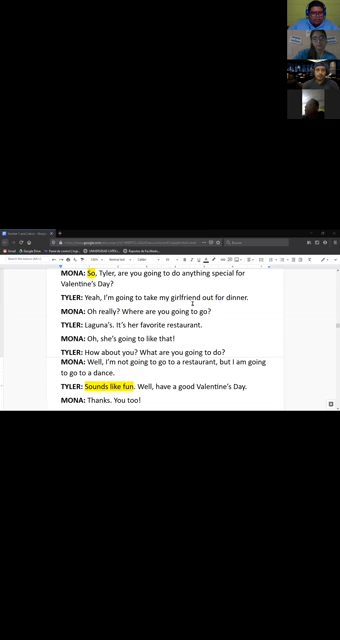 MONA: So, Tyler, are you going to do anything special for
Valentine's Day?
TYLER: Yeah, I'm going to take my girlfriend out for dinner.
MONA: Oh really? Where are you going to go?
TYLER: Laguna's. It's her favorite restaurant.
MONA: Oh, she's going to like that!
TYLER: How about you? What are you going to do?
MONA: Well, I'm not going to go to a restaurant, but I am going
to go to a dance.
TYLER: Sounds like fun. Well, have a good Valentine's Day.
MONA: Thanks. You too!